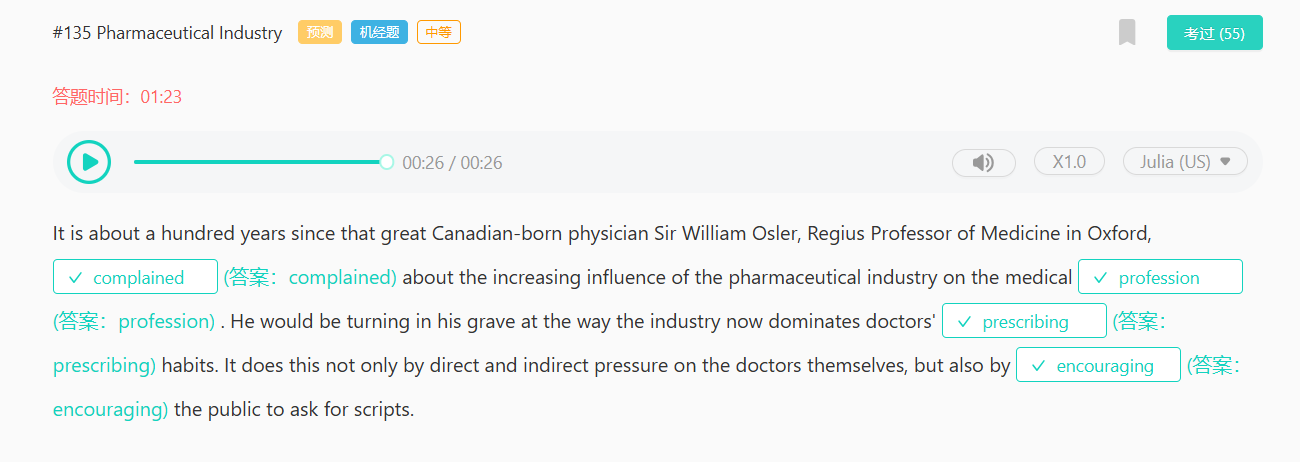 #135 Pharmaceutical Industry 预测 机经题 中等 考过 (55)
答题时间：01:23
00:26 / 00:26 X1.0 Julia (US)
It is about a hundred years since that great Canadian-born physician Sir William Osler, Regius Professor of Medicine in Oxford,
complained (答案：complained) about the increasing influence of the pharmaceutical industry on the medical profession
(答案：profession) . He would be turning in his grave at the way the industry now dominates doctors' prescribing (答案：
prescribing) habits. It does this not only by direct and indirect pressure on the doctors themselves, but also by encouraging (答案：
encouraging) the public to ask for scripts.